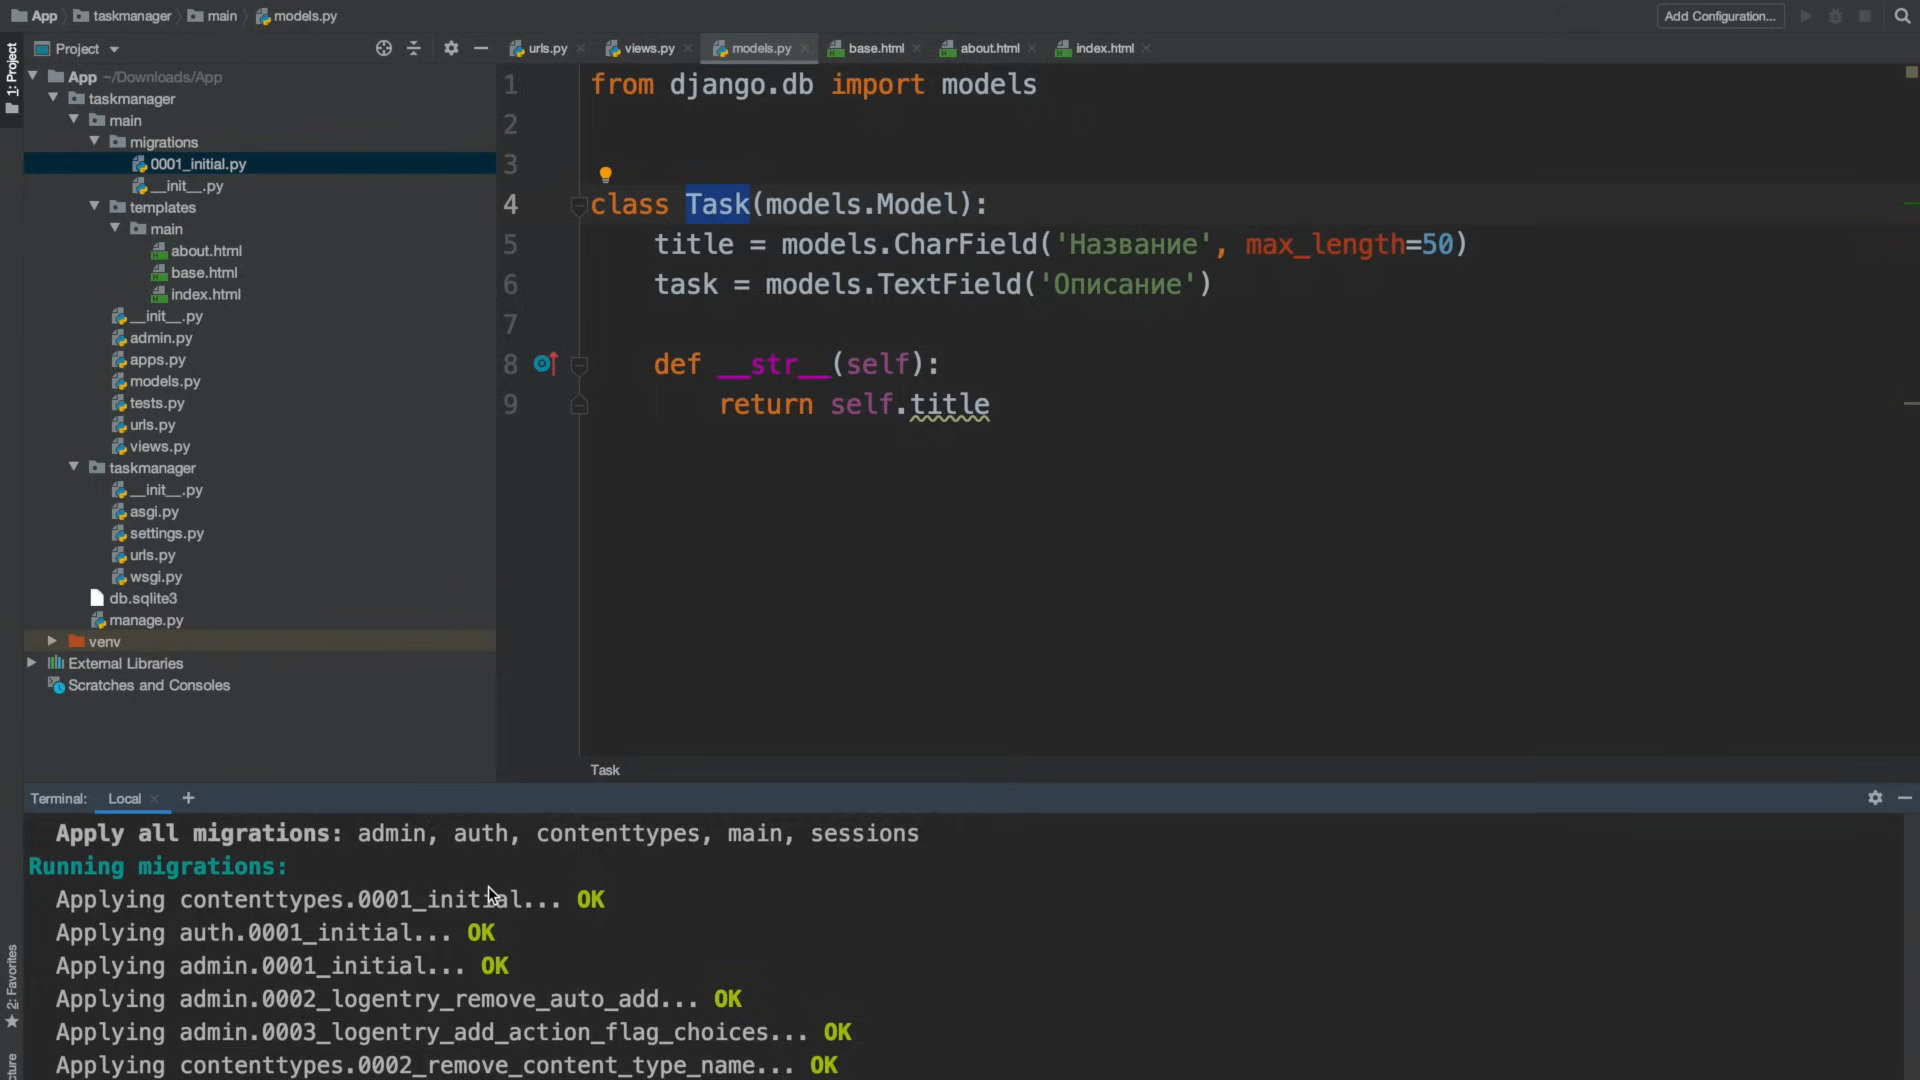 App taskmanager main models.py Add Configuration...
1: Project
Project
urls.py views.py models.py base.html about.html index.html
App ~/Downloads/App
taskmanager
main
migrations
0001_initial.py
__init__.py
templates
main
about.html
base.html
index.html
__init__.py
admin.py
apps.py
models.py
tests.py
urls.py
views.py
taskmanager
__init__.py
asgi.py
settings.py
urls.py
wsgi.py
db.sqlite3
manage.py
venv
External Libraries
Scratches and Consoles
1 from django.db import models
2
3
4 class Task(models.Model):
5 title = models.CharField('Название', max_length=50)
6 task = models.TextField('Описание')
7
8 def __str__(self):
9 return self.title
Task
Terminal: Local +
Apply all migrations: admin, auth, contenttypes, main, sessions
Running migrations:
Applying contenttypes.0001_initial... OK
Applying auth.0001_initial... OK
Applying admin.0001_initial... OK
Applying admin.0002_logentry_remove_auto_add... OK
Applying admin.0003_logentry_add_action_flag_choices... OK
Applying contenttypes.0002_remove_content_type_name... OK
2: Favorites